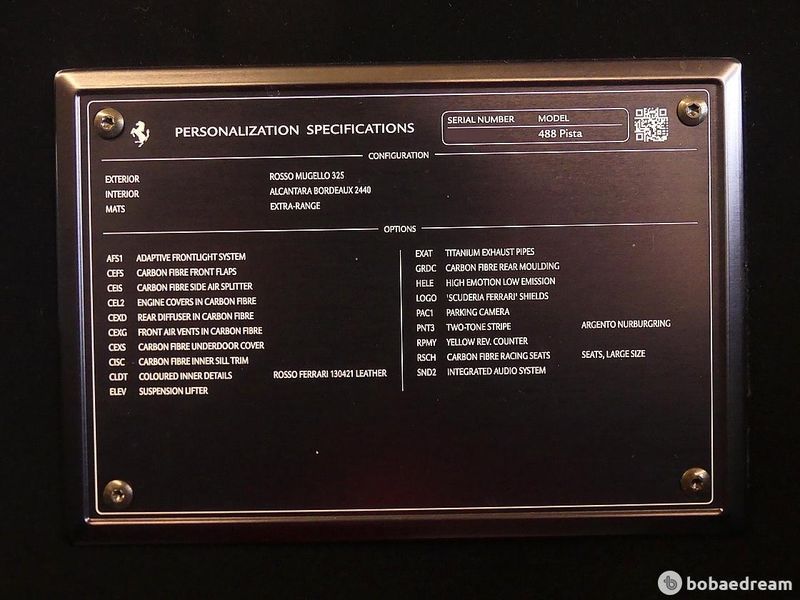 PERSONALIZATION SPECIFICATIONS
SERIAL NUMBER MODEL
488 Pista
CONFIGURATION
EXTERIOR ROSSO MUGELLO 325
INTERIOR ALCANTARA BORDEAUX 2440
MATS EXTRA-RANGE
OPTIONS
AFS1 ADAPTIVE FRONTLIGHT SYSTEM
CEFS CARBON FIBRE FRONT FLAPS
CEIS CARBON FIBRE SIDE AIR SPLITTER
CEL2 ENGINE COVERS IN CARBON FIBRE
CEXD REAR DIFFUSER IN CARBON FIBRE
CEXG FRONT AIR VENTS IN CARBON FIBRE
CEXS CARBON FIBRE UNDERDOOR COVER
CISC CARBON FIBRE INNER SILL TRIM
CLDT COLOURED INNER DETAILS ROSSO FERRARI 130421 LEATHER
ELEV SUSPENSION LIFTER
EXAT TITANIUM EXHAUST PIPES
GRDC CARBON FIBRE REAR MOULDING
HELE HIGH EMOTION LOW EMISSION
LOGO 'SCUDERIA FERRARI' SHIELDS
PAC1 PARKING CAMERA
PNT3 TWO-TONE STRIPE ARGENTO NURBURGRING
RPMY YELLOW REV. COUNTER
RSCH CARBON FIBRE RACING SEATS SEATS, LARGE SIZE
SND2 INTEGRATED AUDIO SYSTEM
bobaedream